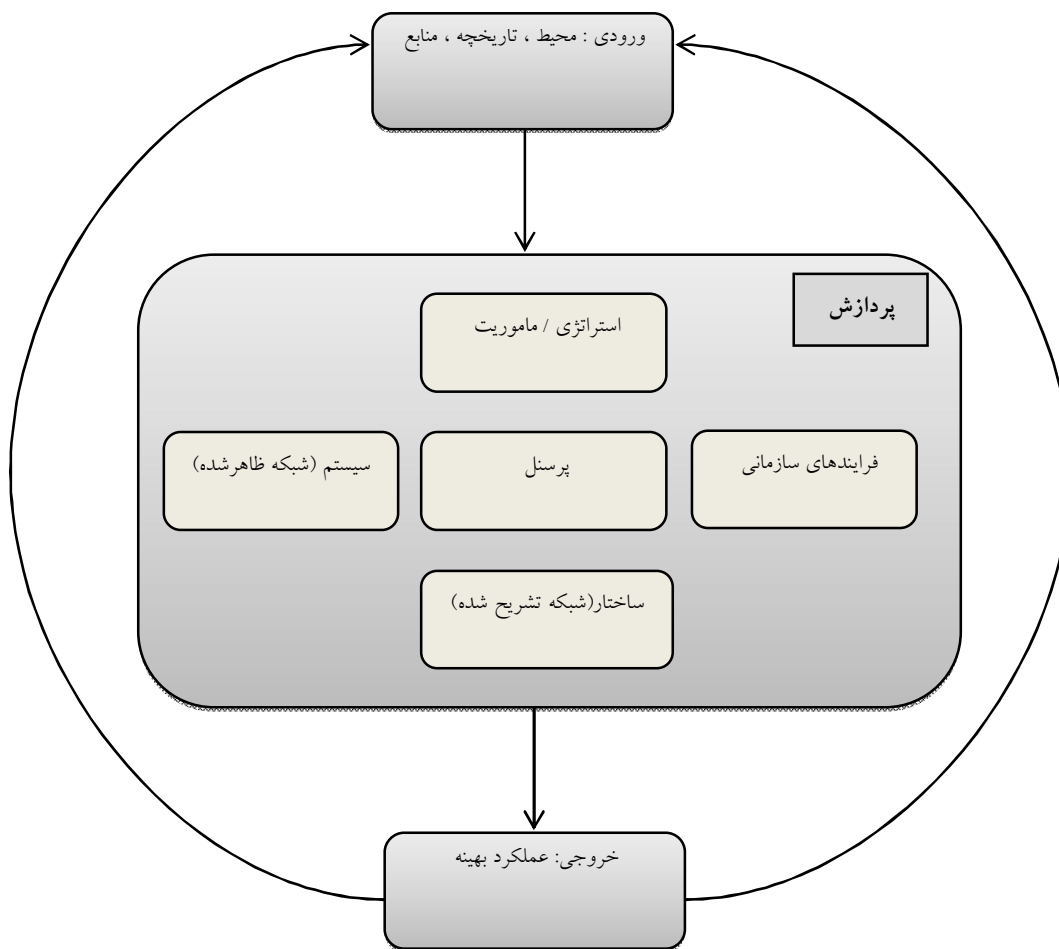 ورودی : محیط ، تاریخچه ، منابع
پردازش
استراتژی / ماموریت
فرایندهای سازمانی
پرسنل
سیستم (شبکه ظاهرشده)
ساختار(شبکه تشریح شده)
خروجی: عملکرد بهینه